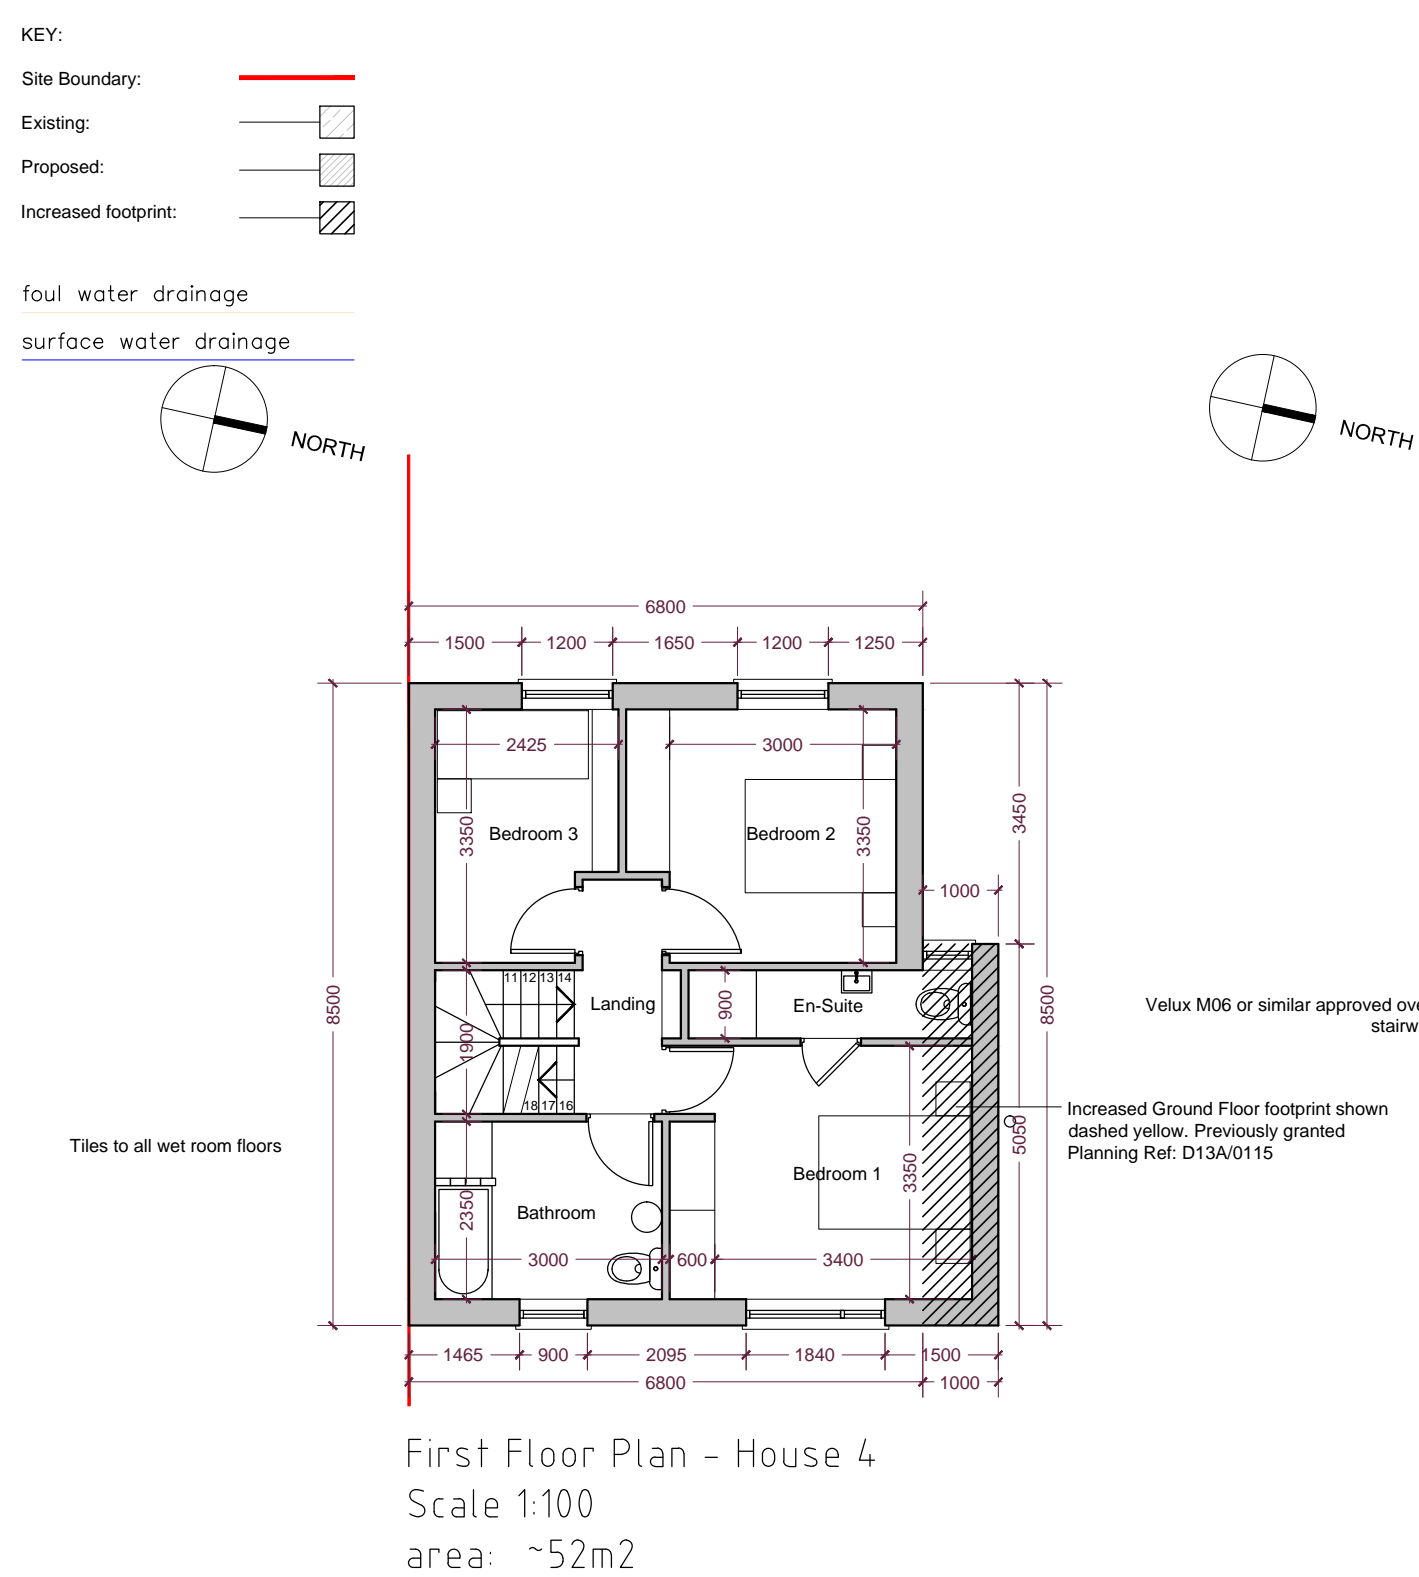 KEY:
Site Boundary:
Existing:
Proposed:
Increased footprint:
foul water drainage
surface water drainage
NORTH
NORTH
6800
1500 1200 1650 1200 1250
2425 3000
3450
3350 Bedroom 3 Bedroom 2 3350
1000
11 12 13 14
8500 1900 Landing 900 En-Suite 8500
Velux M06 or similar approved ove
stairw
18 17 16
Increased Ground Floor footprint shown
dashed yellow. Previously granted
Planning Ref: D13A/0115
5050
Tiles to all wet room floors
Bedroom 1 3350
2350 Bathroom
3000 600 3400
1465 900 2095 1840 1500
6800 1000
First Floor Plan - House 4
Scale 1:100
area: ~52m2